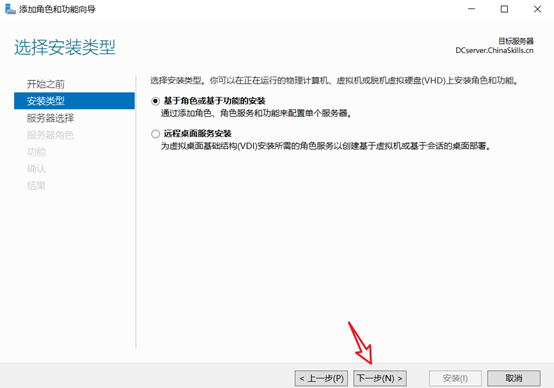 添加角色和功能向导
选择安装类型
目标服务器
DCserver.ChinaSkills.cn
开始之前
安装类型
服务器选择
服务器角色
功能
确认
结果
选择安装类型。你可以在正在运行的物理计算机、虚拟机或脱机虚拟硬盘(VHD)上安装角色和功能。
基于角色或基于功能的安装
通过添加角色、角色服务和功能来配置单个服务器。
远程桌面服务安装
为虚拟桌面基础结构(VDI)安装所需的角色服务以创建基于虚拟机或基于会话的桌面部署。
< 上一步(P)
下一步(N) >
安装(I)
取消